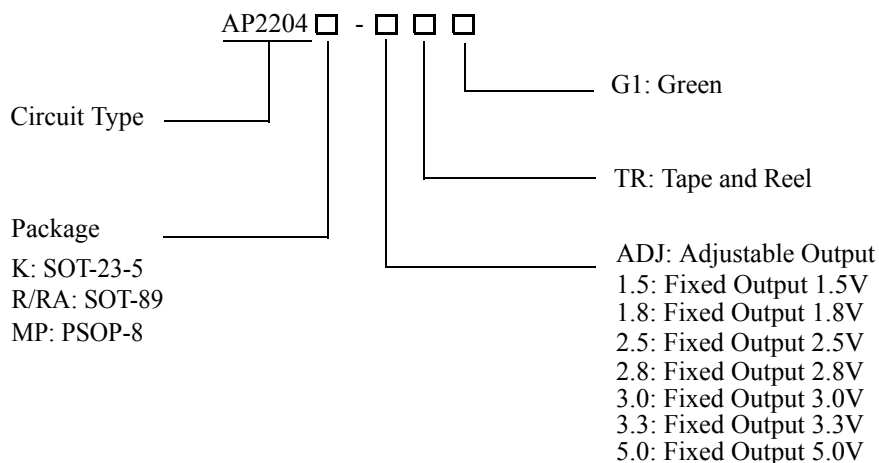 AP2204 □ - □ □ □
G1: Green
Circuit Type
TR: Tape and Reel
Package
K: SOT-23-5
R/RA: SOT-89
MP: PSOP-8
ADJ: Adjustable Output
1.5: Fixed Output 1.5V
1.8: Fixed Output 1.8V
2.5: Fixed Output 2.5V
2.8: Fixed Output 2.8V
3.0: Fixed Output 3.0V
3.3: Fixed Output 3.3V
5.0: Fixed Output 5.0V